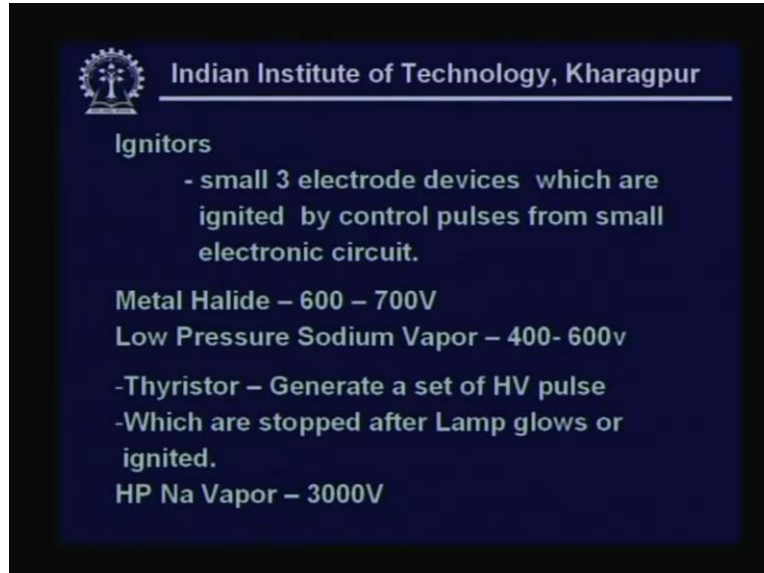 Indian Institute of Technology, Kharagpur
Ignitors
- small 3 electrode devices which are
ignited by control pulses from small
electronic circuit.
Metal Halide – 600 – 700V
Low Pressure Sodium Vapor – 400- 600v
-Thyristor – Generate a set of HV pulse
-Which are stopped after Lamp glows or
ignited.
HP Na Vapor – 3000V